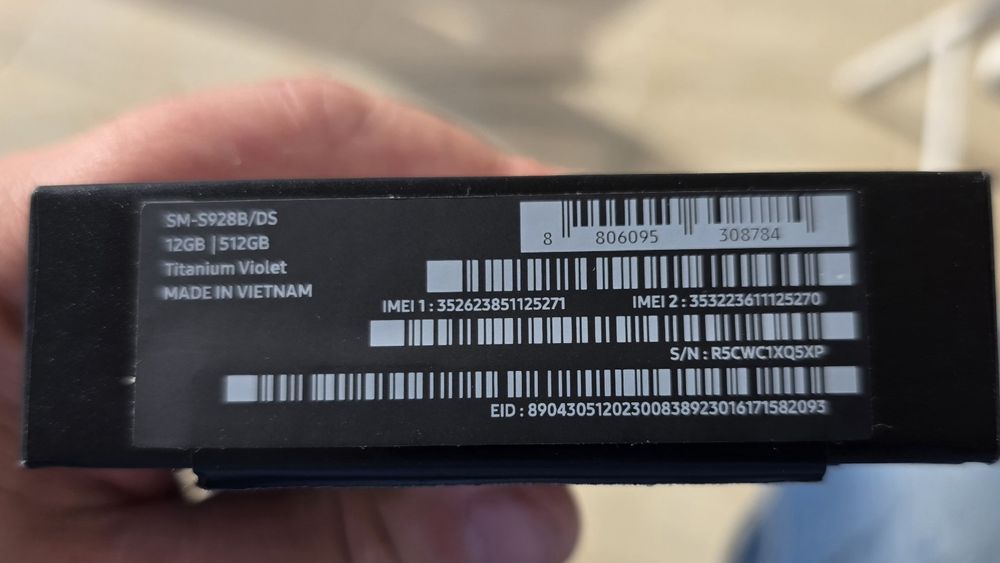 SM-S928B/DS
12GB | 512GB
Titanium Violet
MADE IN VIETNAM
8 806095 308784
IMEI 1 : 352623851125271 IMEI 2 : 353223611125270
S/N : R5CWC1XQ5XP
EID : 89043051202300838923016171582093